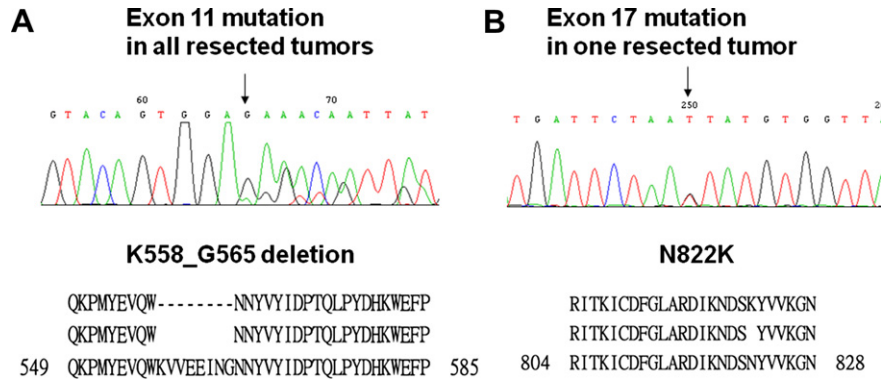 A
Exon 11 mutation
in all resected tumors
60 70
G T A C A G T G G A G A A A C A A T T A T
K558_G565 deletion
QKPMYEVQW--------NNYVYIDPTQLPYDHKWEFP
QKPMYEVQW NNYVYIDPTQLPYDHKWEFP
549 QKPMYEVQWKVVEEINGNNYVYIDPTQLPYDHKWEFP 585
B
Exon 17 mutation
in one resected tumor
250
T G A T T C T A A T T A T G T G G T T A
N822K
RITKICDFGLARDIKNDSKYVVKGN
RITKICDFGLARDIKNDS YVVKGN
804 RITKICDFGLARDIKNDSNYVVKGN 828